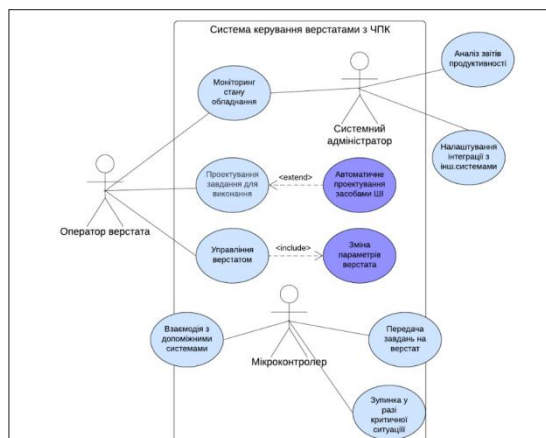 Система керування верстатами з ЧПК
Моніторинг
стану
обладнання
Аналіз звітів
продуктивності
Системний
адміністратор
Налаштування
інтеграції з
інш.системами
Оператор верстата
Проектування
завдання для
виконання
<extend>
Автоматичне
проектування
засобами ШІ
Управління
верстатом
<include>
Зміна
параметрів
верстата
Взаємодія з
допоміжними
системами
Мікроконтролер
Передача
завдань на
верстат
Зупинка у
разі
критичної
ситуаціїї